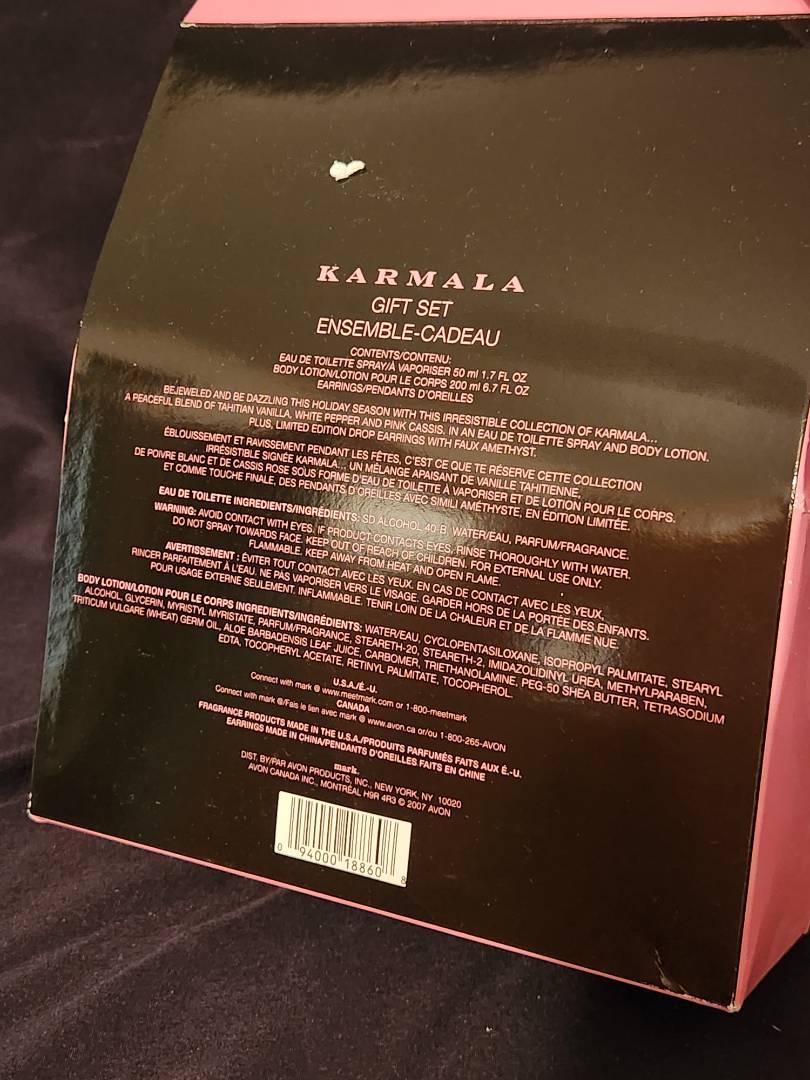 KARMALA
GIFT SET
ENSEMBLE-CADEAU
CONTENTS/CONTENU:
EAU DE TOILETTE SPRAY/À VAPORISER 50 ml 1.7 FL OZ
BODY LOTION/LOTION POUR LE CORPS 200 ml 6.7 FL OZ
EARRINGS/PENDANTS D'OREILLES
BEJEWELED AND BE DAZZLING THIS HOLIDAY SEASON WITH THIS IRRESISTIBLE COLLECTION OF KARMALA...
A PEACEFUL BLEND OF TAHITIAN VANILLA, WHITE PEPPER AND PINK CASSIS. IN AN EAU DE TOILETTE SPRAY AND BODY LOTION.
PLUS, LIMITED EDITION DROP EARRINGS WITH FAUX AMETHYST.
ÉBLOUISSEMENT ET RAVISSEMENT PENDANT LES FÊTES, C'EST CE QUE TE RÉSERVE CETTE COLLECTION
IRRÉSISTIBLE SIGNÉE KARMALA... UN MÉLANGE APAISANT DE VANILLE TAHITIENNE,
DE POIVRE BLANC ET DE CASSIS ROSE SOUS FORME D'EAU DE TOILETTE À VAPORISER ET DE LOTION POUR LE CORPS.
ET COMME TOUCHE FINALE, DES PENDANTS D'OREILLES AVEC SIMILI AMÉTHYSTE, EN ÉDITION LIMITÉE.
EAU DE TOILETTE INGREDIENTS/INGRÉDIENTS: SD ALCOHOL 40-B, WATER/EAU, PARFUM/FRAGRANCE.
WARNING: AVOID CONTACT WITH EYES. IF PRODUCT CONTACTS EYES, RINSE THOROUGHLY WITH WATER.
DO NOT SPRAY TOWARDS FACE. KEEP OUT OF REACH OF CHILDREN. FOR EXTERNAL USE ONLY.
FLAMMABLE. KEEP AWAY FROM HEAT AND OPEN FLAME.
AVERTISSEMENT : ÉVITER TOUT CONTACT AVEC LES YEUX. EN CAS DE CONTACT AVEC LES YEUX,
RINCER PARFAITEMENT À L'EAU. NE PAS VAPORISER VERS LE VISAGE. GARDER HORS DE LA PORTÉE DES ENFANTS.
POUR USAGE EXTERNE SEULEMENT. INFLAMMABLE. TENIR LOIN DE LA CHALEUR ET DE LA FLAMME NUE.
BODY LOTION/LOTION POUR LE CORPS INGREDIENTS/INGRÉDIENTS: WATER/EAU, CYCLOPENTASILOXANE, ISOPROPYL PALMITATE, STEARYL
ALCOHOL, GLYCERIN, MYRISTYL MYRISTATE, PARFUM/FRAGRANCE, STEARETH-20, STEARETH-2, IMIDAZOLIDINYL UREA, METHYLPARABEN,
TRITICUM VULGARE (WHEAT) GERM OIL, ALOE BARBADENSIS LEAF JUICE, CARBOMER, TRIETHANOLAMINE, PEG-50 SHEA BUTTER, TETRASODIUM
EDTA, TOCOPHERYL ACETATE, RETINYL PALMITATE, TOCOPHEROL.
U.S.A./É.-U.
Connect with mark @ www.meetmark.com or 1-800-meetmark
CANADA
Connect with mark @/Fais le lien avec mark @ www.avon.ca or/ou 1-800-265-AVON
FRAGRANCE PRODUCTS MADE IN THE U.S.A./PRODUITS PARFUMÉS FAITS AUX É.-U.
EARRINGS MADE IN CHINA/PENDANTS D'OREILLES FAITS EN CHINE
mark.
DIST. BY/PAR AVON PRODUCTS, INC., NEW YORK, NY 10020
AVON CANADA INC., MONTRÉAL H9R 4R3 © 2007 AVON
0 94000 18860 8